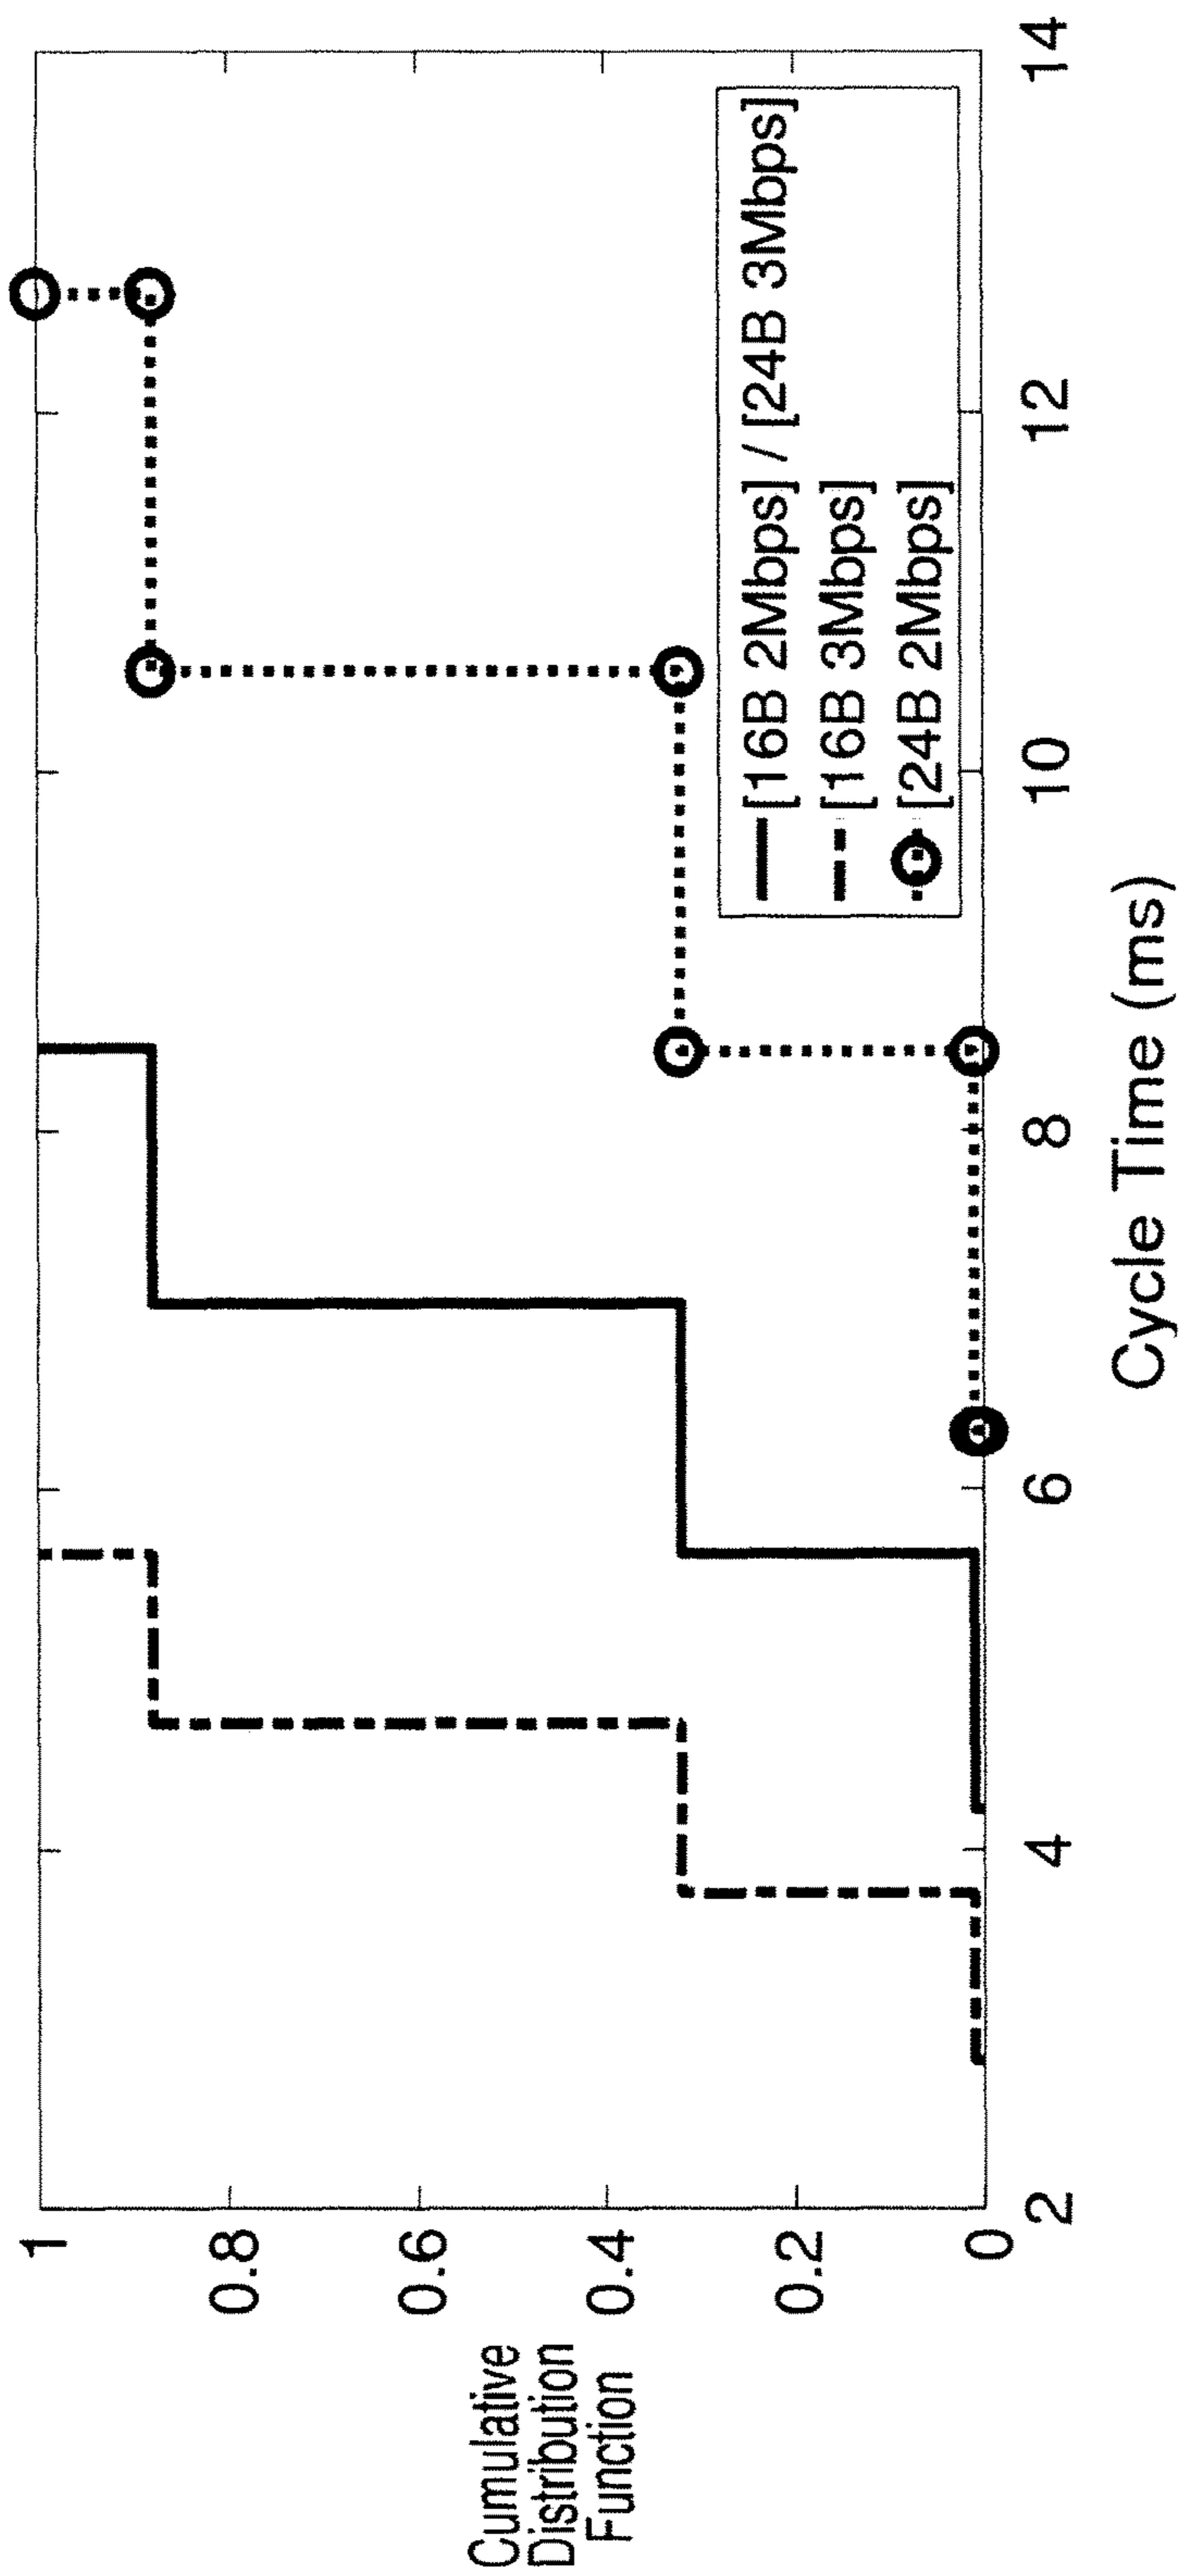 Cumulative
Distribution
Function
1
0.8
0.6
0.4
0.2
0
2
4
6
8
10
12
14
Cycle Time (ms)
[16B 2Mbps] / [24B 3Mbps]
[16B 3Mbps]
[24B 2Mbps]